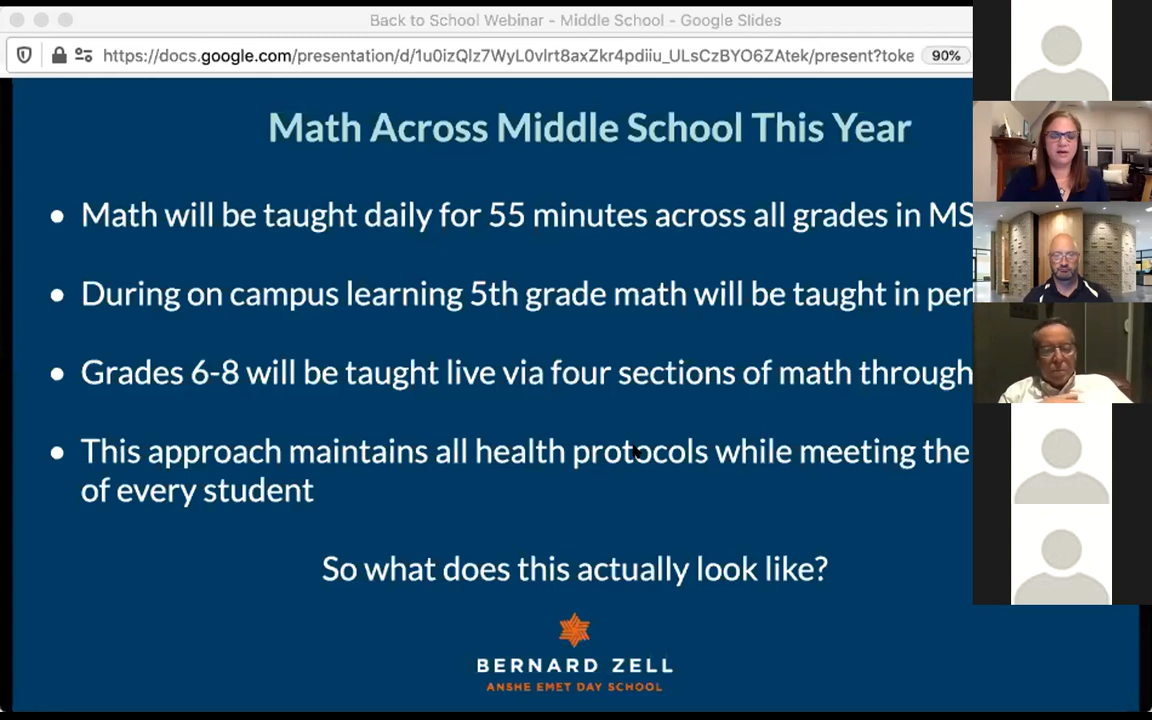 Back to School Webinar - Middle School - Google Slides
https://docs.google.com/presentation/d/1u0izQlz7WyL0vlrt8axZkr4pdiiu_ULsCzBYO6ZAtek/present?toke
90%
Math Across Middle School This Year
• Math will be taught daily for 55 minutes across all grades in MS
• During on campus learning 5th grade math will be taught in per
• Grades 6-8 will be taught live via four sections of math through
• This approach maintains all health protocols while meeting the
of every student
So what does this actually look like?
BERNARD ZELL
ANSHE EMET DAY SCHOOL